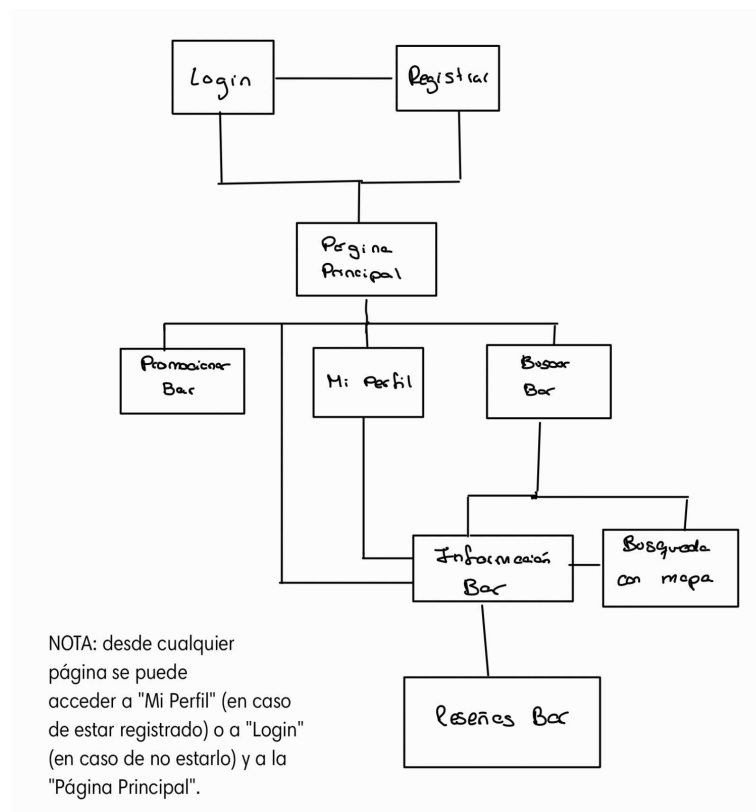 Login
Registrar
Página
Principal
Promocionar
Bar
Mi Perfil
Buscar
Bar
Información
Bar
Búsqueda
con mapa
Reseñas Bar
NOTA: desde cualquier
página se puede
acceder a "Mi Perfil" (en caso
de estar registrado) o a "Login"
(en caso de no estarlo) y a la
"Página Principal".